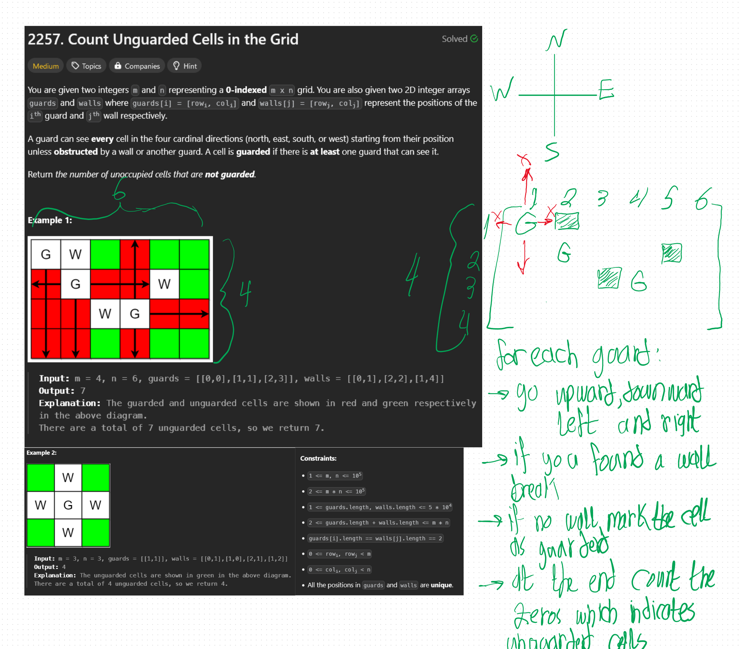 2257. Count Unguarded Cells in the Grid
Solved
Medium Topics Companies Hint
You are given two integers m and n representing a 0-indexed m x n grid. You are also given two 2D integer arrays
guards and walls where guards[i] = [rowi, coli] and walls[j] = [rowj, colj] represent the positions of the
ith guard and jth wall respectively.
A guard can see every cell in the four cardinal directions (north, east, south, or west) starting from their position
unless obstructed by a wall or another guard. A cell is guarded if there is at least one guard that can see it.
Return the number of unoccupied cells that are not guarded.
6
Example 1:
G W
G W
W G
4
Input: m = 4, n = 6, guards = [[0,0],[1,1],[2,3]], walls = [[0,1],[2,2],[1,4]]
Output: 7
Explanation: The guarded and unguarded cells are shown in red and green respectively
in the above diagram.
There are a total of 7 unguarded cells, so we return 7.
Example 2:
W
W G W
W
Input: m = 3, n = 3, guards = [[1,1]], walls = [[0,1],[1,0],[2,1],[1,2]]
Output: 4
Explanation: The unguarded cells are shown in green in the above diagram.
There are a total of 4 unguarded cells, so we return 4.
Constraints:
• 1 <= m, n <= 10^5
• 2 <= m * n <= 10^5
• 1 <= guards.length, walls.length <= 5 * 10^4
• 2 <= guards.length + walls.length <= m * n
• guards[i].length == walls[j].length == 2
• 0 <= rowi, rowj < m
• 0 <= coli, colj < n
• All the positions in guards and walls are unique.
N
W E
S
x
1 2 3 4 5 6
1 x G x
2 G
3 G
4
4
for each guard:
→ go upward, downward
left and right
→ if you found a wall
break
→ if no wall, mark the cell
as guarded
→ At the end count the
zeros which indicates
unguarded cells